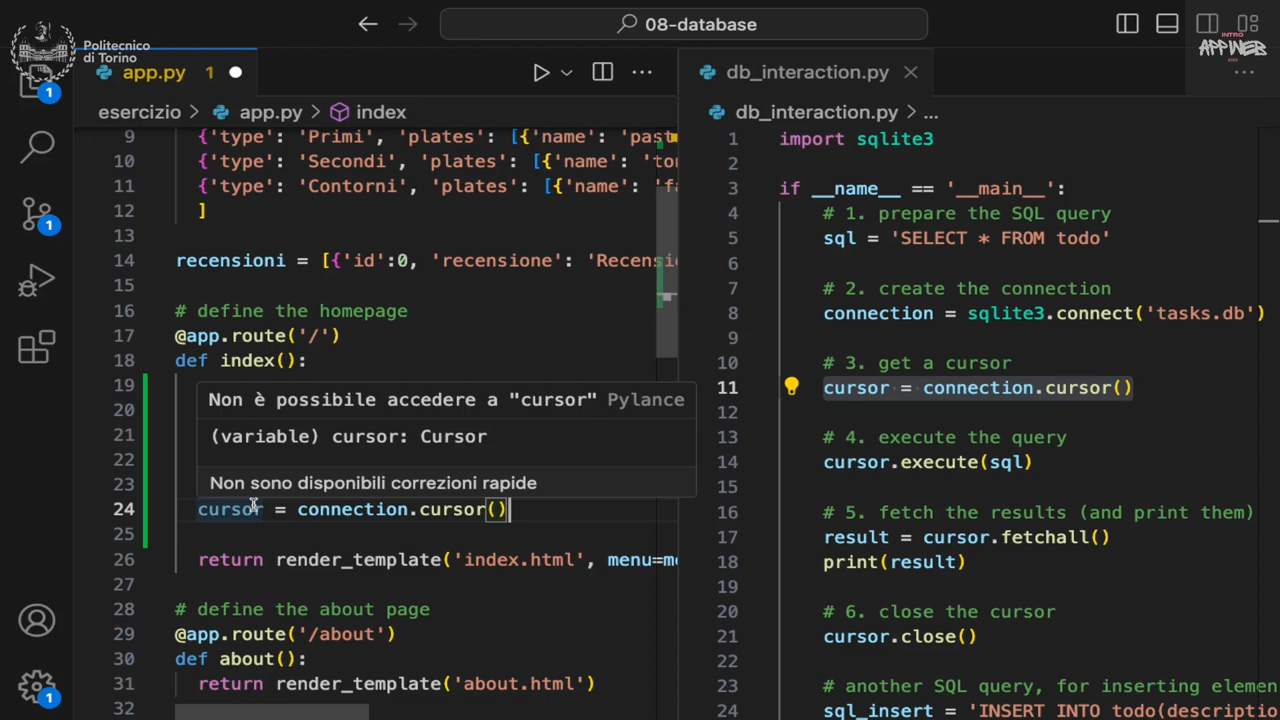 08-database
Politecnico
di Torino
INTRO
APPWEB
app.py 1
db_interaction.py
esercizio > app.py > index
db_interaction.py > ...
1
1
1
9 {'type': 'Primi', 'plates': [{'name': 'past
10 {'type': 'Secondi', 'plates': [{'name': 'ton
11 {'type': 'Contorni', 'plates': [{'name': 'fa
12 ]
13
14 recensioni = [{'id':0, 'recensione': 'Recensi
15
16 # define the homepage
17 @app.route('/')
18 def index():
19
20
21
22
23
Non è possibile accedere a "cursor" Pylance
(variable) cursor: Cursor
Non sono disponibili correzioni rapide
24 cursor = connection.cursor()
25
26 return render_template('index.html', menu=me
27
28 # define the about page
29 @app.route('/about')
30 def about():
31 return render_template('about.html')
32
1 import sqlite3
2
3 if __name__ == '__main__':
4 # 1. prepare the SQL query
5 sql = 'SELECT * FROM todo'
6
7 # 2. create the connection
8 connection = sqlite3.connect('tasks.db')
9
10 # 3. get a cursor
11 cursor = connection.cursor()
12
13 # 4. execute the query
14 cursor.execute(sql)
15
16 # 5. fetch the results (and print them)
17 result = cursor.fetchall()
18 print(result)
19
20 # 6. close the cursor
21 cursor.close()
22
23 # another SQL query, for inserting elemen
24 sql_insert = 'INSERT INTO todo(descriptio